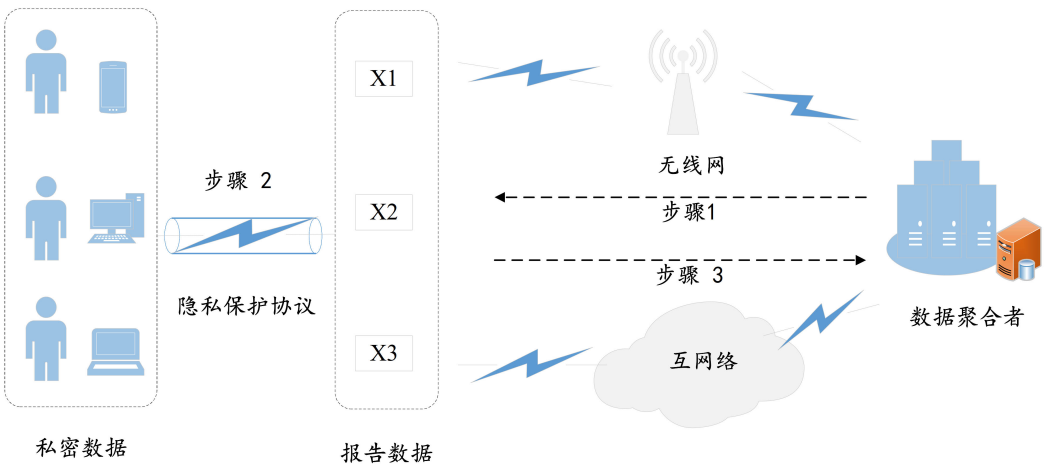 X1
无线网
步骤 2
步骤1
X2
步骤 3
隐私保护协议
数据聚合者
X3
互网络
私密数据
报告数据